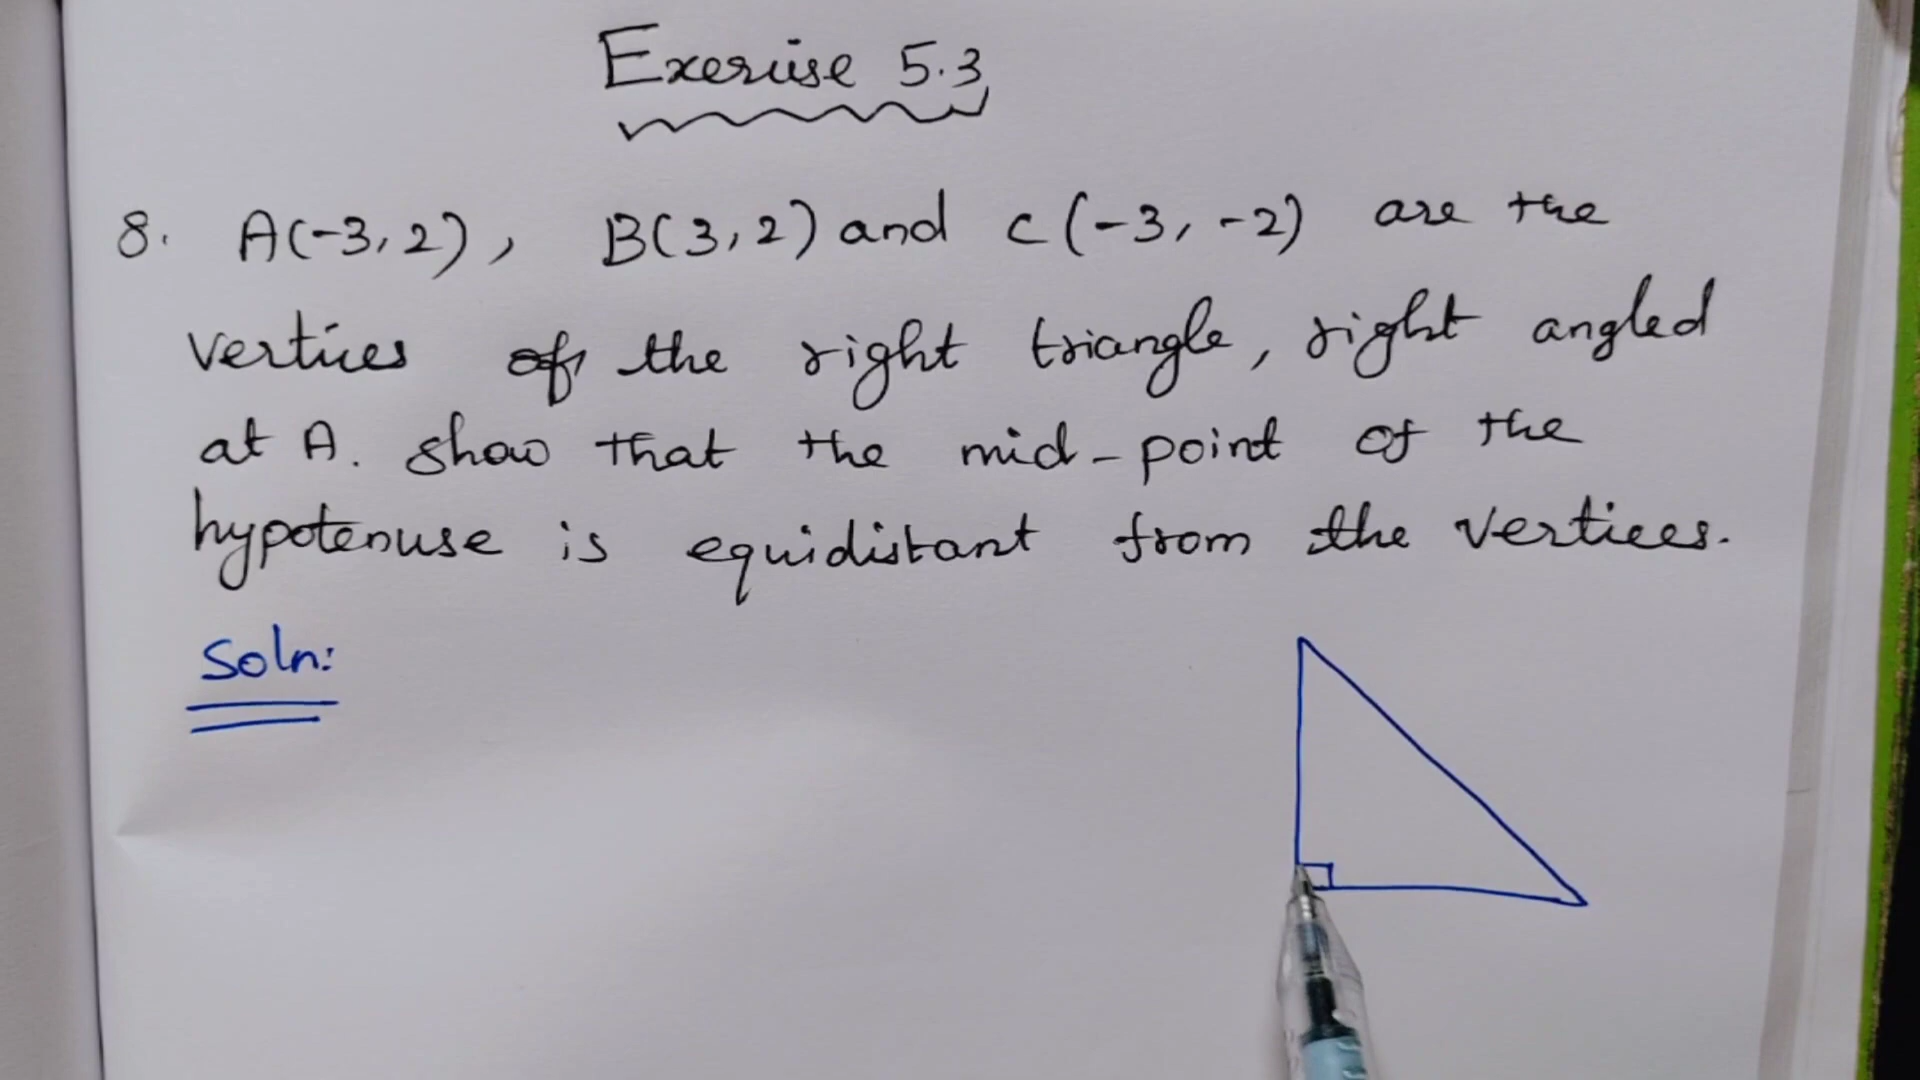 Exercise 5.3
8. A(-3,2), B(3,2) and C(-3,-2) are the
vertices of the right triangle, right angled
at A. show that the mid-point of the
hypotenuse is equidistant from the vertices.
Soln: